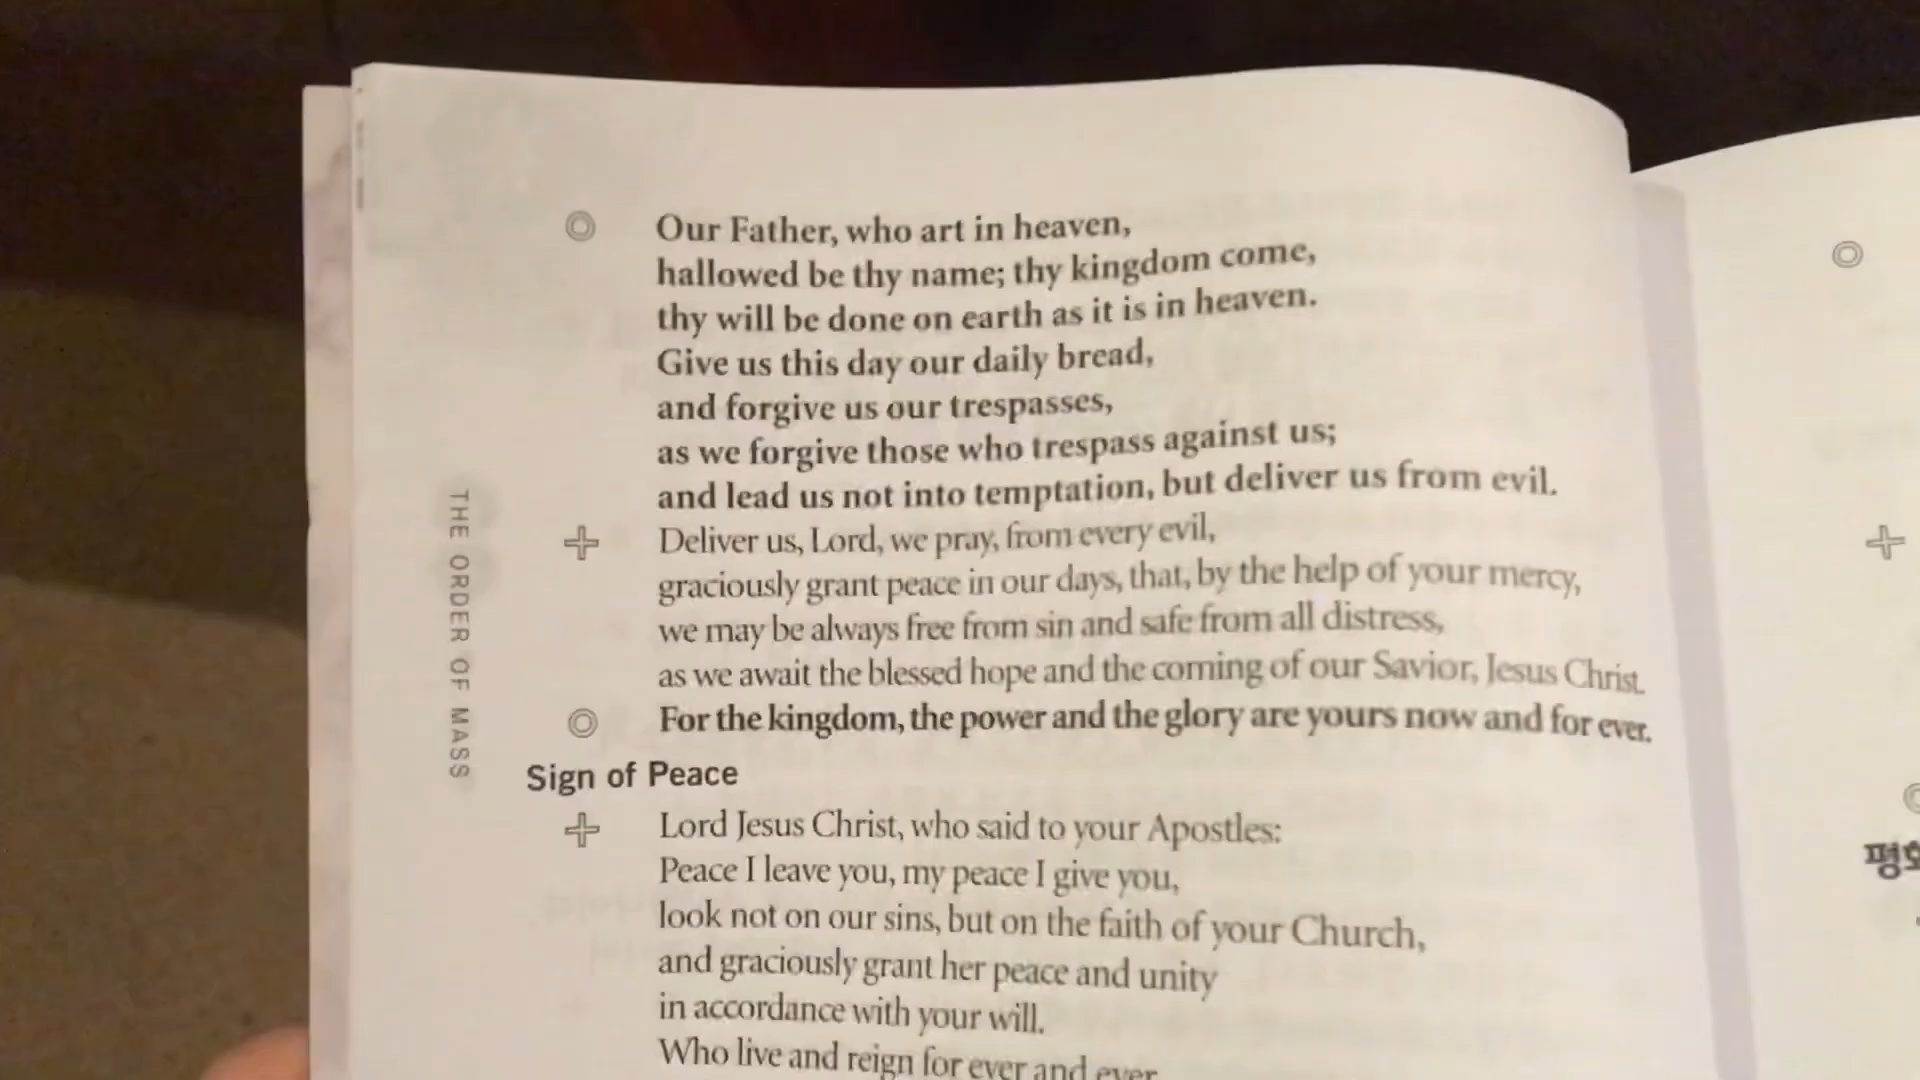 Our Father, who art in heaven,
hallowed be thy name; thy kingdom come,
thy will be done on earth as it is in heaven.
Give us this day our daily bread,
and forgive us our trespasses,
as we forgive those who trespass against us;
and lead us not into temptation, but deliver us from evil.
Deliver us, Lord, we pray, from every evil,
graciously grant peace in our days, that, by the help of your mercy,
we may be always free from sin and safe from all distress,
as we await the blessed hope and the coming of our Savior, Jesus Christ.
For the kingdom, the power and the glory are yours now and for ever.
Sign of Peace
Lord Jesus Christ, who said to your Apostles:
Peace I leave you, my peace I give you,
look not on our sins, but on the faith of your Church,
and graciously grant her peace and unity
in accordance with your will.
Who live and reign for ever and ever
THE ORDER OF MASS